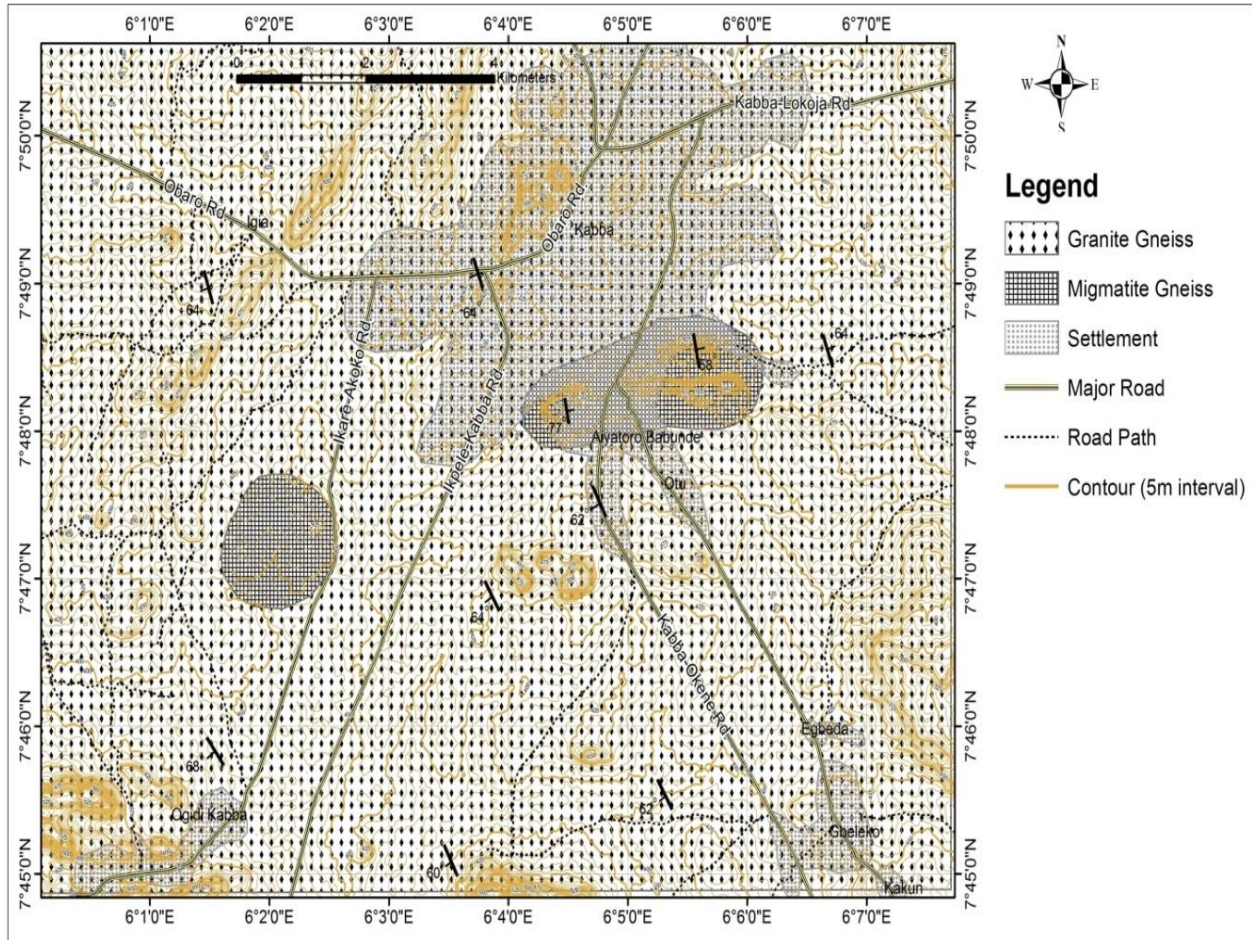 6°1'0"E 6°2'0"E 6°3'0"E 6°4'0"E 6°5'0"E 6°6'0"E 6°7'0"E
0 2 4
Kilometers
N
W E
S
Kabba-Lokoja Rd
7°50'0"N 7°50'0"N
Obaro Rd
Igia
Obaro Rd
Kabba
Legend
Granite Gneiss
Migmatite Gneiss
Settlement
Major Road
Road Path
Contour (5m interval)
7°49'0"N 7°49'0"N
64°
64°
64°
68°
Ikare-Akoko Rd
Ikpele-Kabba Rd
77°
7°48'0"N 7°48'0"N
Aiyatoro Babunde
Otu
62°
7°47'0"N 7°47'0"N
64°
Kabba-Okene Rd
7°46'0"N 7°46'0"N
Egbeda
68°
62°
Ogidi Kabba
Gbeleko
60°
7°45'0"N 7°45'0"N
Kakun
6°1'0"E 6°2'0"E 6°3'0"E 6°4'0"E 6°5'0"E 6°6'0"E 6°7'0"E